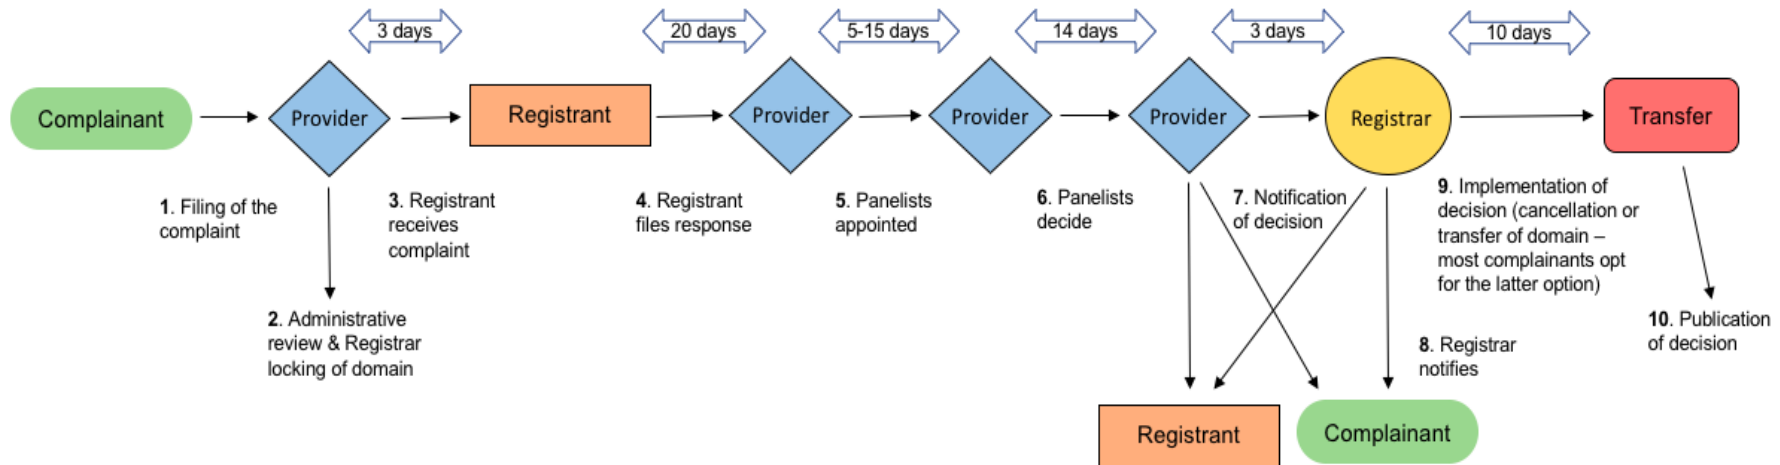 3 days
20 days
5-15 days
14 days
3 days
10 days
Complainant
Provider
Registrant
Provider
Provider
Provider
Registrar
Transfer
1. Filing of the
complaint
2. Administrative
review & Registrar
locking of domain
3. Registrant
receives
complaint
4. Registrant
files response
5. Panelists
appointed
6. Panelists
decide
7. Notification
of decision
8. Registrar
notifies
9. Implementation of
decision (cancellation or
transfer of domain –
most complainants opt
for the latter option)
10. Publication
of decision
Registrant
Complainant